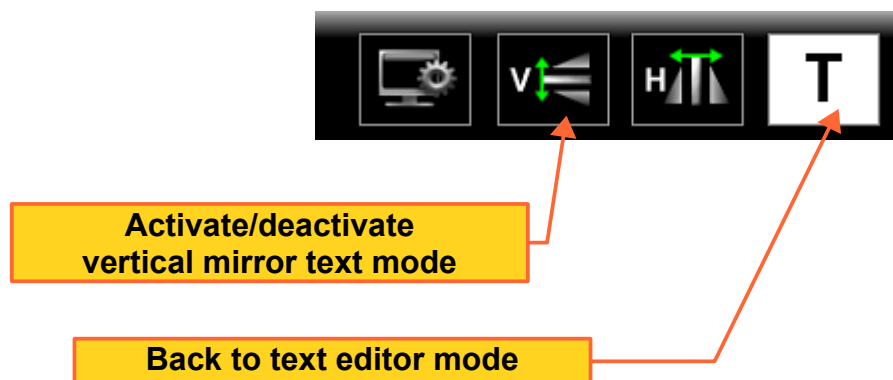 V H T
Activate/deactivate
vertical mirror text mode
Back to text editor mode